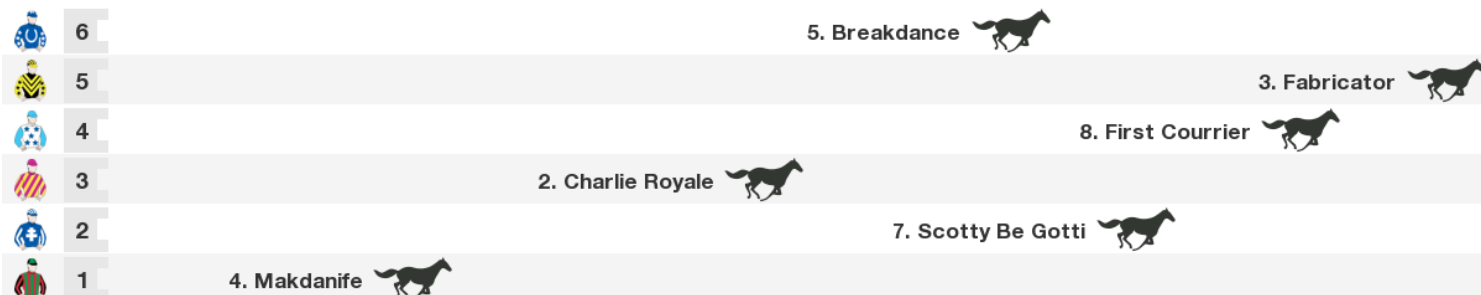 6 5. Breakdance
5 3. Fabricator
4 8. First Courrier
3 2. Charlie Royale
2 7. Scotty Be Gotti
1 4. Makdanife